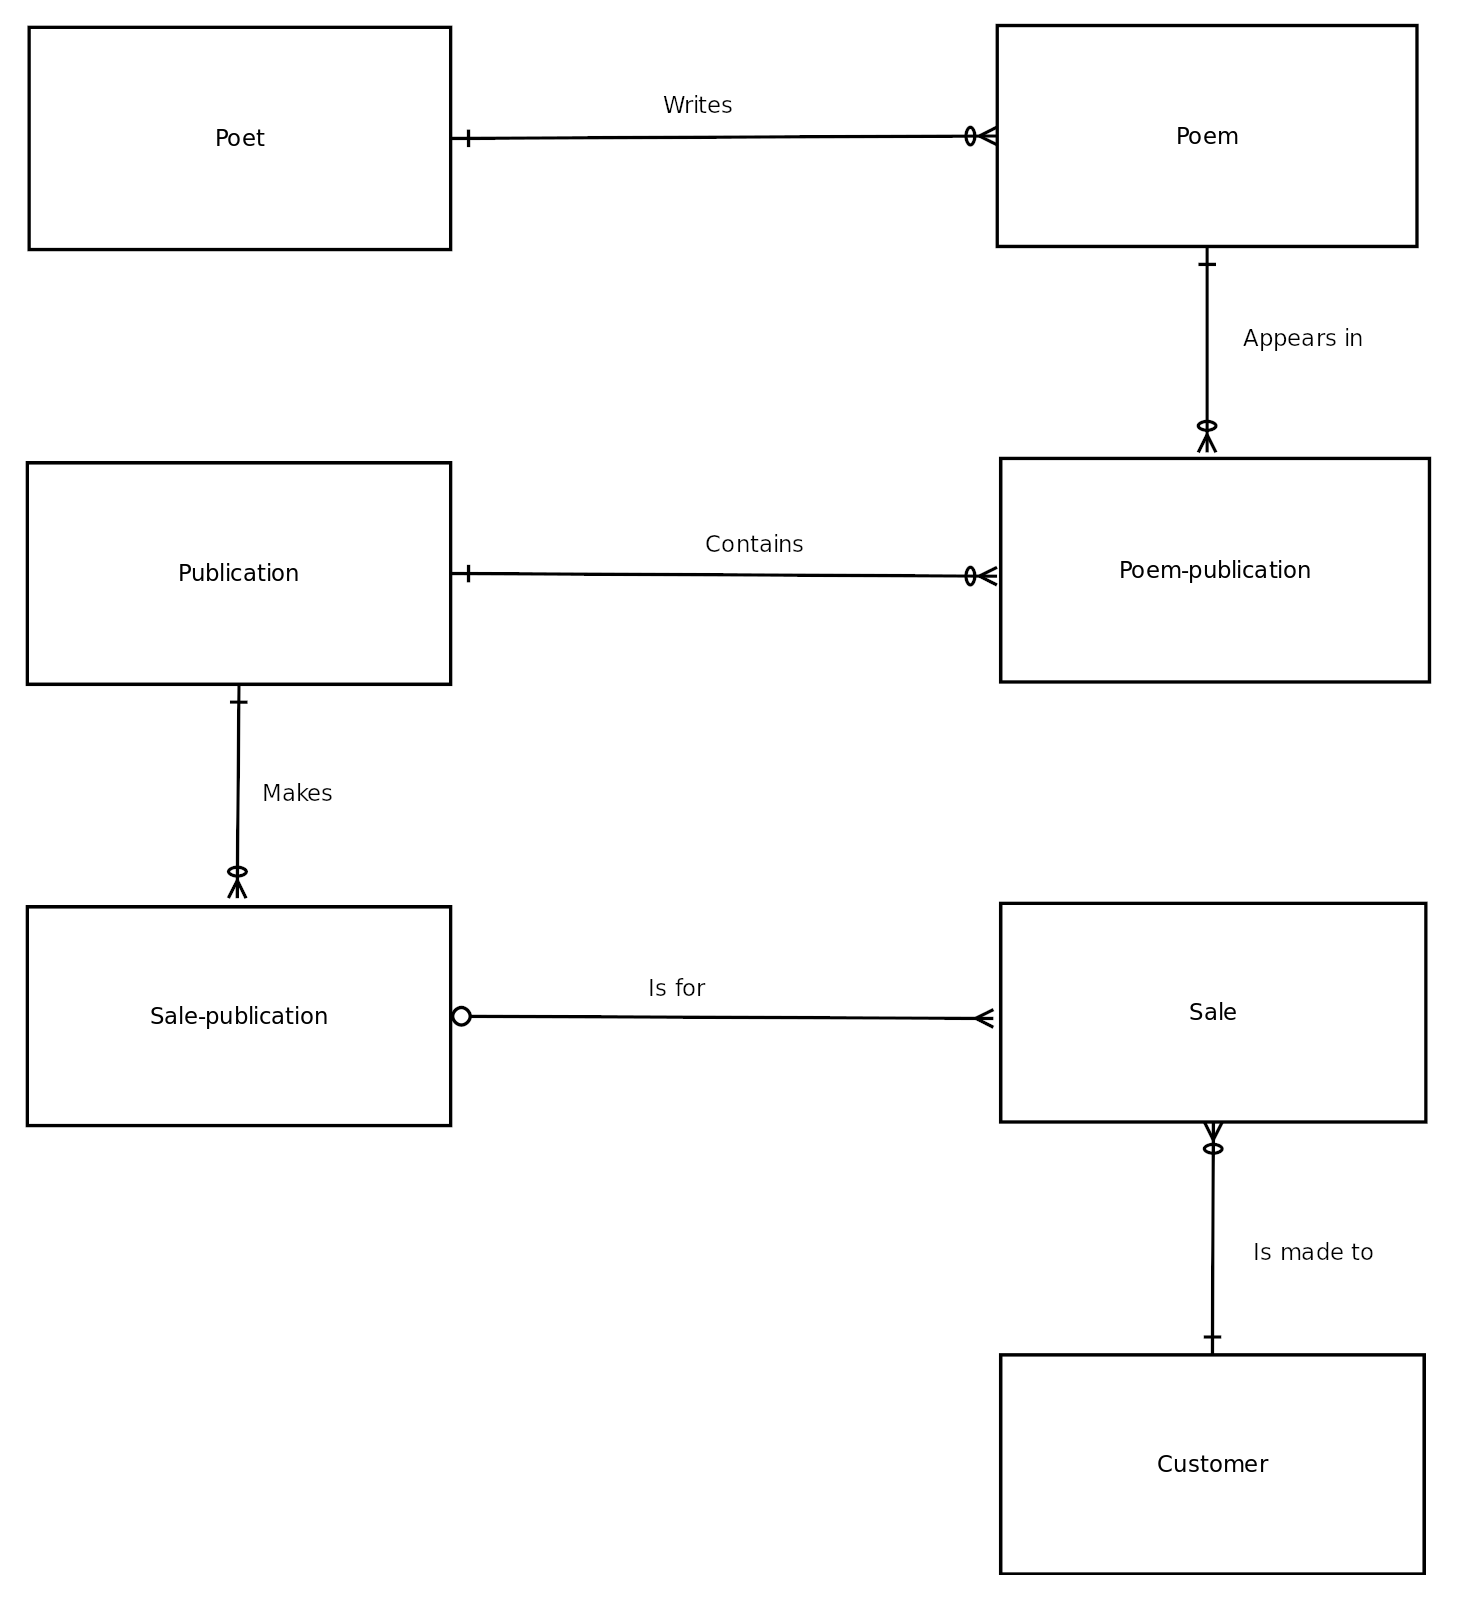 Writes
Poet
Poem
Appears in
Contains
Publication
Poem-publication
Makes
Is for
Sale-publication
Sale
Is made to
Customer